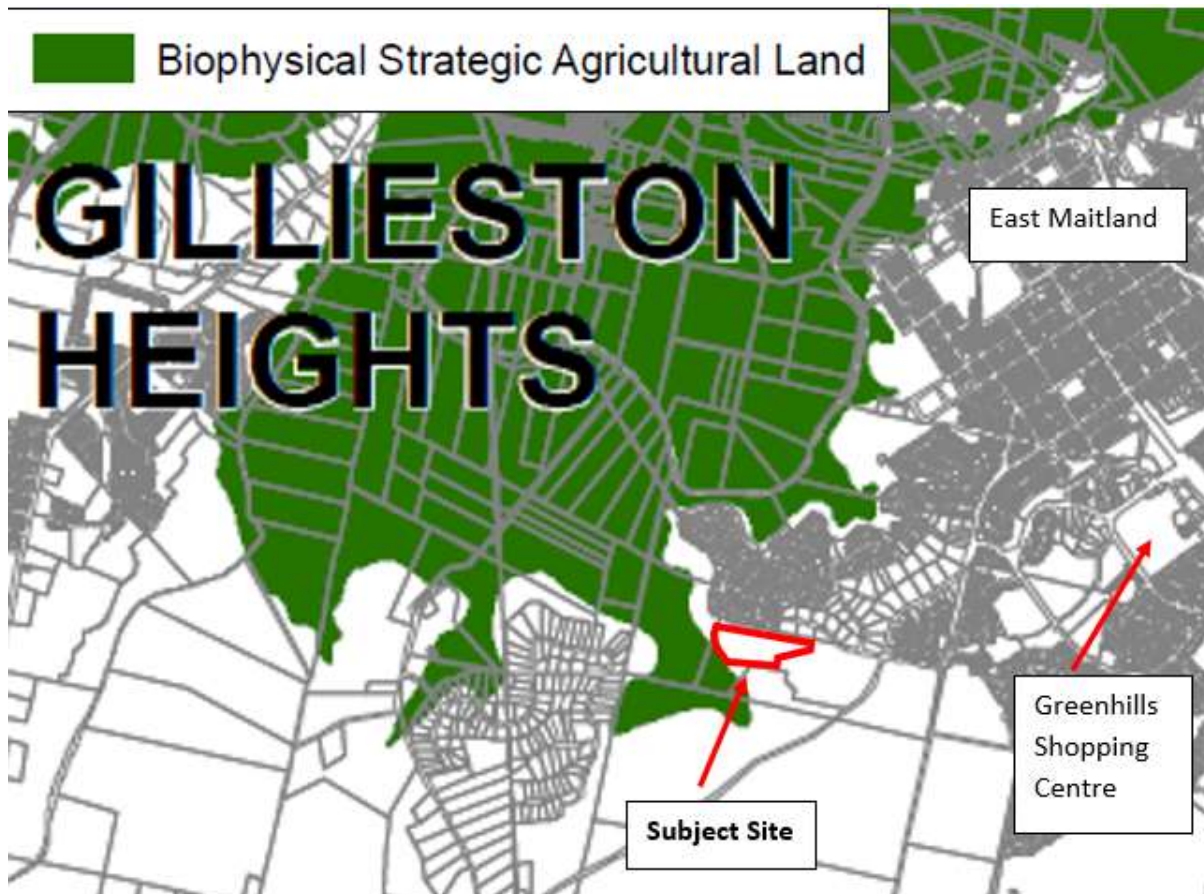 Biophysical Strategic Agricultural Land
GILLIESTON
HEIGHTS
East Maitland
Greenhills
Shopping
Centre
Subject Site